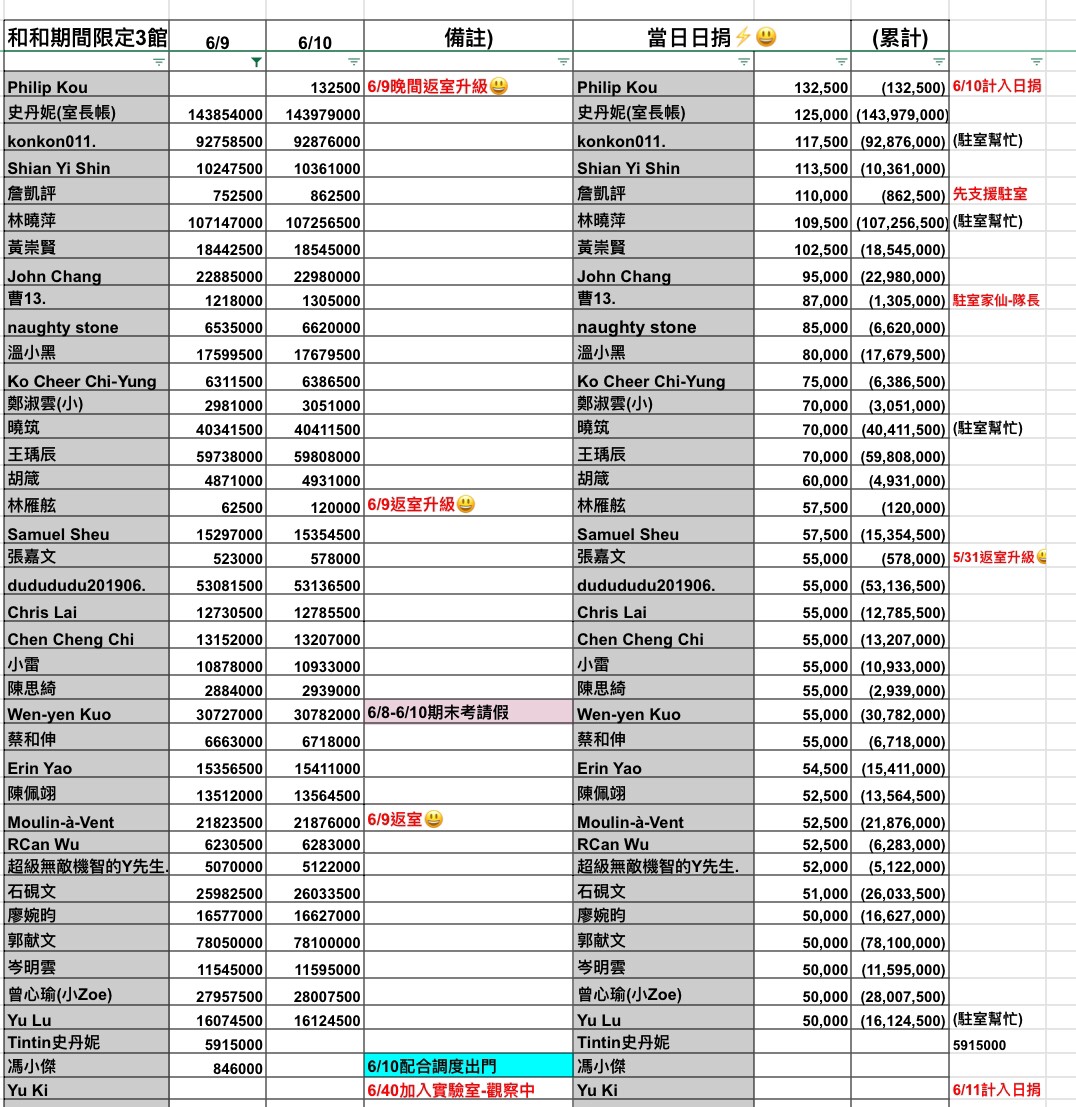 和和期間限定3館 6/9 6/10 備註) 當日日捐⚡😃 (累計)
Philip Kou 132500 6/9晚間返室升級😃 Philip Kou 132,500 (132,500) 6/10計入日捐
史丹妮(室長帳) 143854000 143979000 史丹妮(室長帳) 125,000 (143,979,000)
konkon011. 92758500 92876000 konkon011. 117,500 (92,876,000) (駐室幫忙)
Shian Yi Shin 10247500 10361000 Shian Yi Shin 113,500 (10,361,000)
詹凱評 752500 862500 詹凱評 110,000 (862,500) 先支援駐室
林曉萍 107147000 107256500 林曉萍 109,500 (107,256,500) (駐室幫忙)
黃崇賢 18442500 18545000 黃崇賢 102,500 (18,545,000)
John Chang 22885000 22980000 John Chang 95,000 (22,980,000)
曹13. 1218000 1305000 曹13. 87,000 (1,305,000) 駐室家仙-隊長
naughty stone 6535000 6620000 naughty stone 85,000 (6,620,000)
溫小黑 17599500 17679500 溫小黑 80,000 (17,679,500)
Ko Cheer Chi-Yung 6311500 6386500 Ko Cheer Chi-Yung 75,000 (6,386,500)
鄭淑雲(小) 2981000 3051000 鄭淑雲(小) 70,000 (3,051,000)
曉筑 40341500 40411500 曉筑 70,000 (40,411,500) (駐室幫忙)
王瑀辰 59738000 59808000 王瑀辰 70,000 (59,808,000)
胡箴 4871000 4931000 胡箴 60,000 (4,931,000)
林雁舷 62500 120000 6/9返室升級😃 林雁舷 57,500 (120,000)
Samuel Sheu 15297000 15354500 Samuel Sheu 57,500 (15,354,500)
張嘉文 523000 578000 張嘉文 55,000 (578,000) 5/31返室升級😃
dudududu201906. 53081500 53136500 dudududu201906. 55,000 (53,136,500)
Chris Lai 12730500 12785500 Chris Lai 55,000 (12,785,500)
Chen Cheng Chi 13152000 13207000 Chen Cheng Chi 55,000 (13,207,000)
小雷 10878000 10933000 小雷 55,000 (10,933,000)
陳思綺 2884000 2939000 陳思綺 55,000 (2,939,000)
Wen-yen Kuo 30727000 30782000 6/8-6/10期末考請假 Wen-yen Kuo 55,000 (30,782,000)
蔡和伸 6663000 6718000 蔡和伸 55,000 (6,718,000)
Erin Yao 15356500 15411000 Erin Yao 54,500 (15,411,000)
陳佩翊 13512000 13564500 陳佩翊 52,500 (13,564,500)
Moulin-à-Vent 21823500 21876000 6/9返室😃 Moulin-à-Vent 52,500 (21,876,000)
RCan Wu 6230500 6283000 RCan Wu 52,500 (6,283,000)
超級無敵機智的Y先生. 5070000 5122000 超級無敵機智的Y先生. 52,000 (5,122,000)
石硯文 25982500 26033500 石硯文 51,000 (26,033,500)
廖婉昀 16577000 16627000 廖婉昀 50,000 (16,627,000)
郭献文 78050000 78100000 郭献文 50,000 (78,100,000)
岑明雲 11545000 11595000 岑明雲 50,000 (11,595,000)
曾心瑜(小Zoe) 27957500 28007500 曾心瑜(小Zoe) 50,000 (28,007,500)
Yu Lu 16074500 16124500 Yu Lu 50,000 (16,124,500) (駐室幫忙)
Tintin史丹妮 5915000 Tintin史丹妮 5915000
馮小傑 846000 6/10配合調度出門 馮小傑
Yu Ki 6/40加入實驗室-觀察中 Yu Ki 6/11計入日捐